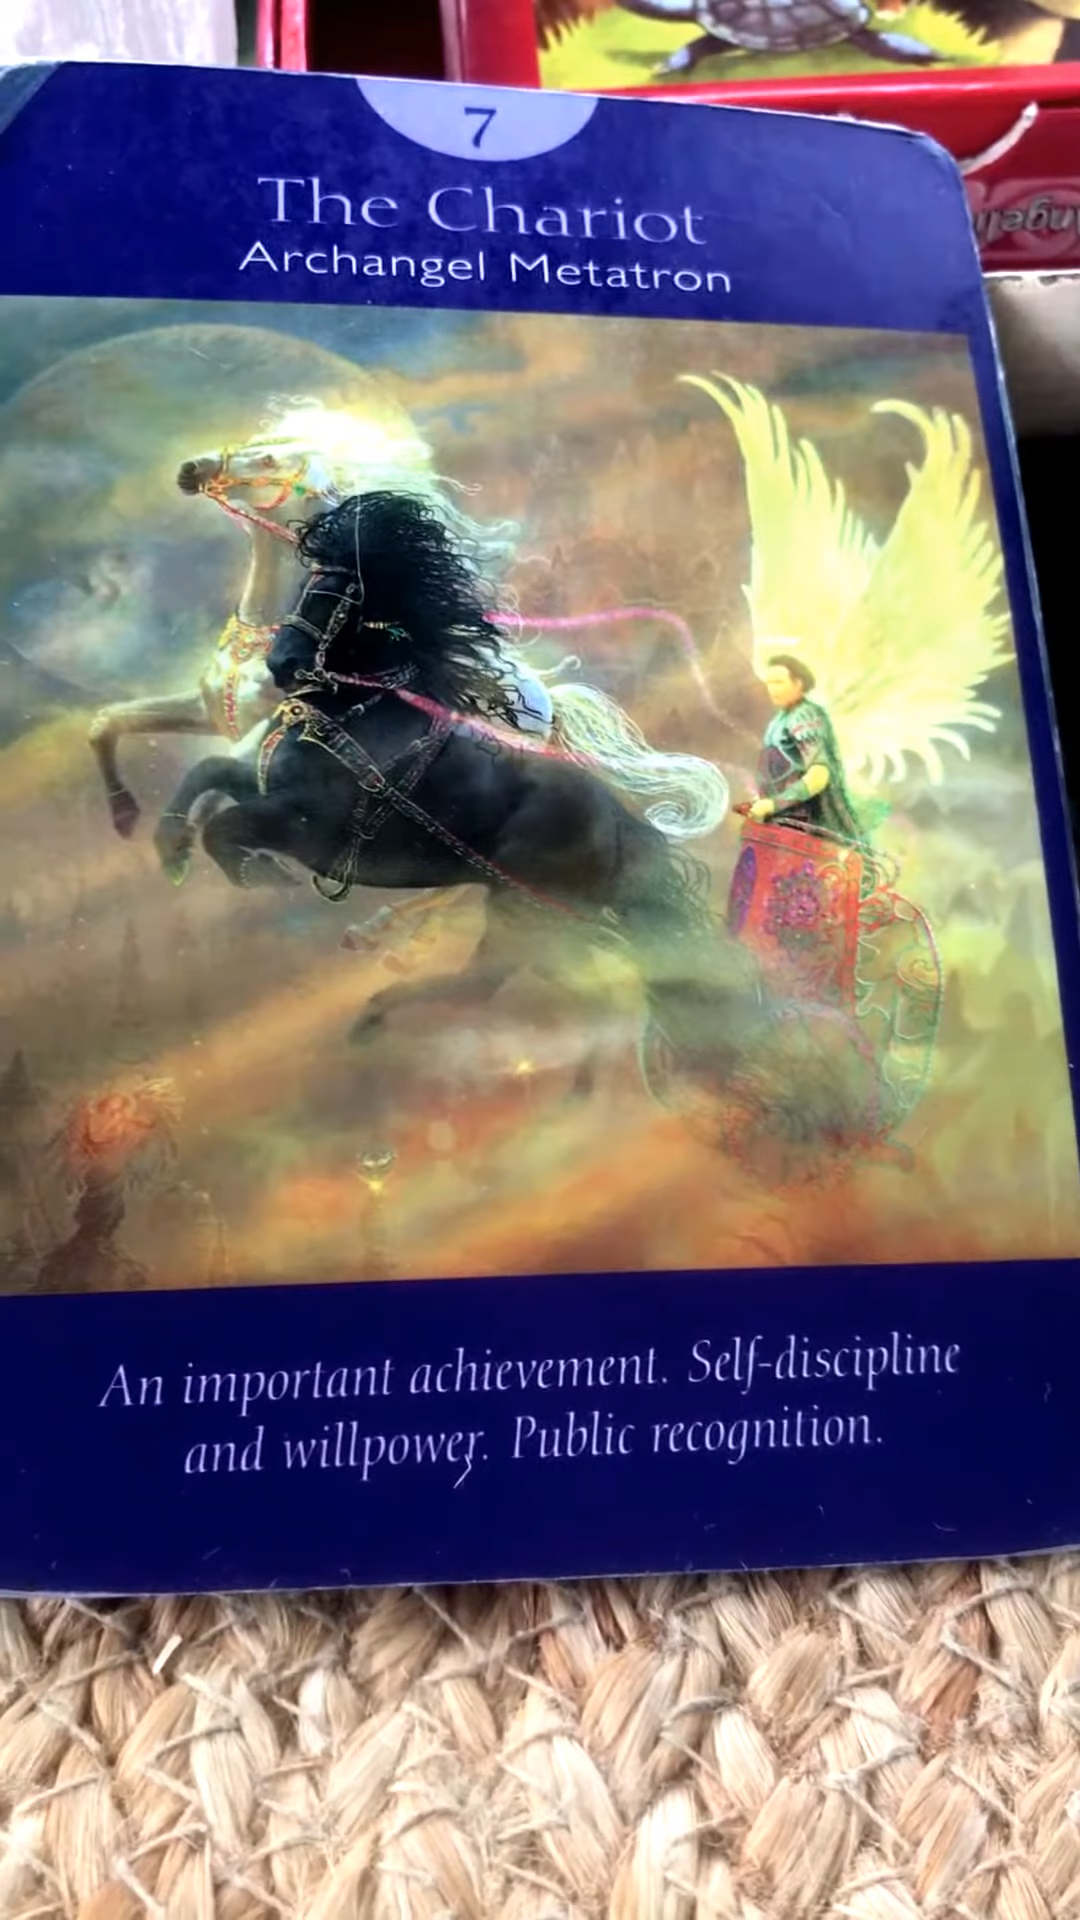 7
The Chariot
Archangel Metatron
An important achievement. Self-discipline
and willpower. Public recognition.